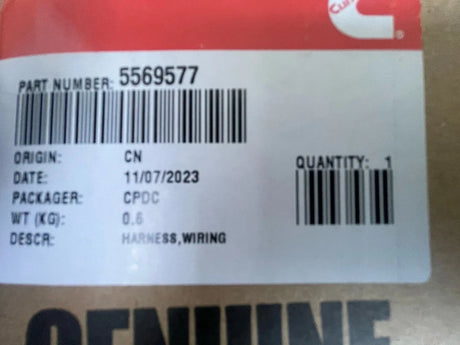 PART NUMBER: 5569577
ORIGIN: CN
DATE: 11/07/2023
PACKAGER: CPDC
WT (KG): 0.6
DESCR: HARNESS,WIRING
QUANTITY: 1
GENUINE